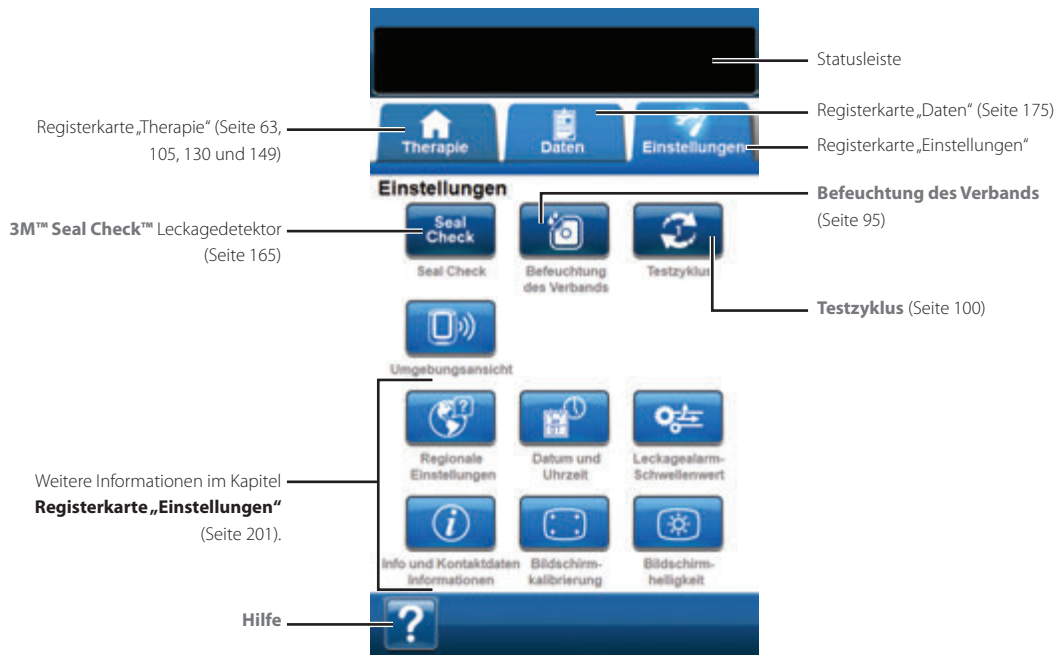 Statusleiste
Registerkarte „Therapie“ (Seite 63,
105, 130 und 149)
Therapie
Daten
Einstellungen
Registerkarte „Daten“ (Seite 175)
Registerkarte „Einstellungen“
Einstellungen
3M™ Seal Check™ Leckagedetektor
(Seite 165)
Seal
Check
Seal Check
Befeuchtung
des Verbands
1
Testzyklus
Befeuchtung des Verbands
(Seite 95)
Testzyklus (Seite 100)
Umgebungsansicht
Weitere Informationen im Kapitel
Registerkarte „Einstellungen“
(Seite 201).
?
Regionale
Einstellungen
Datum und
Uhrzeit
Leckagealarm-
Schwellenwert
i
Info und Kontaktdaten
Informationen
Bildschirm-
kalibrierung
Bildschirm-
helligkeit
Hilfe
?